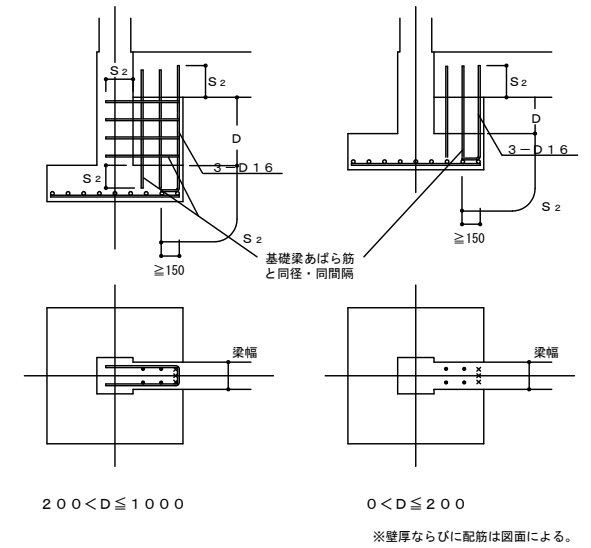 S2
S2
D
3−D16
S2
S2
≧150
S2
D
3−D16
S2
≧150
基礎梁あばら筋
と同径・同間隔
梁幅
梁幅
200<D≦1000
0<D≦200
※壁厚ならびに配筋は図面による。